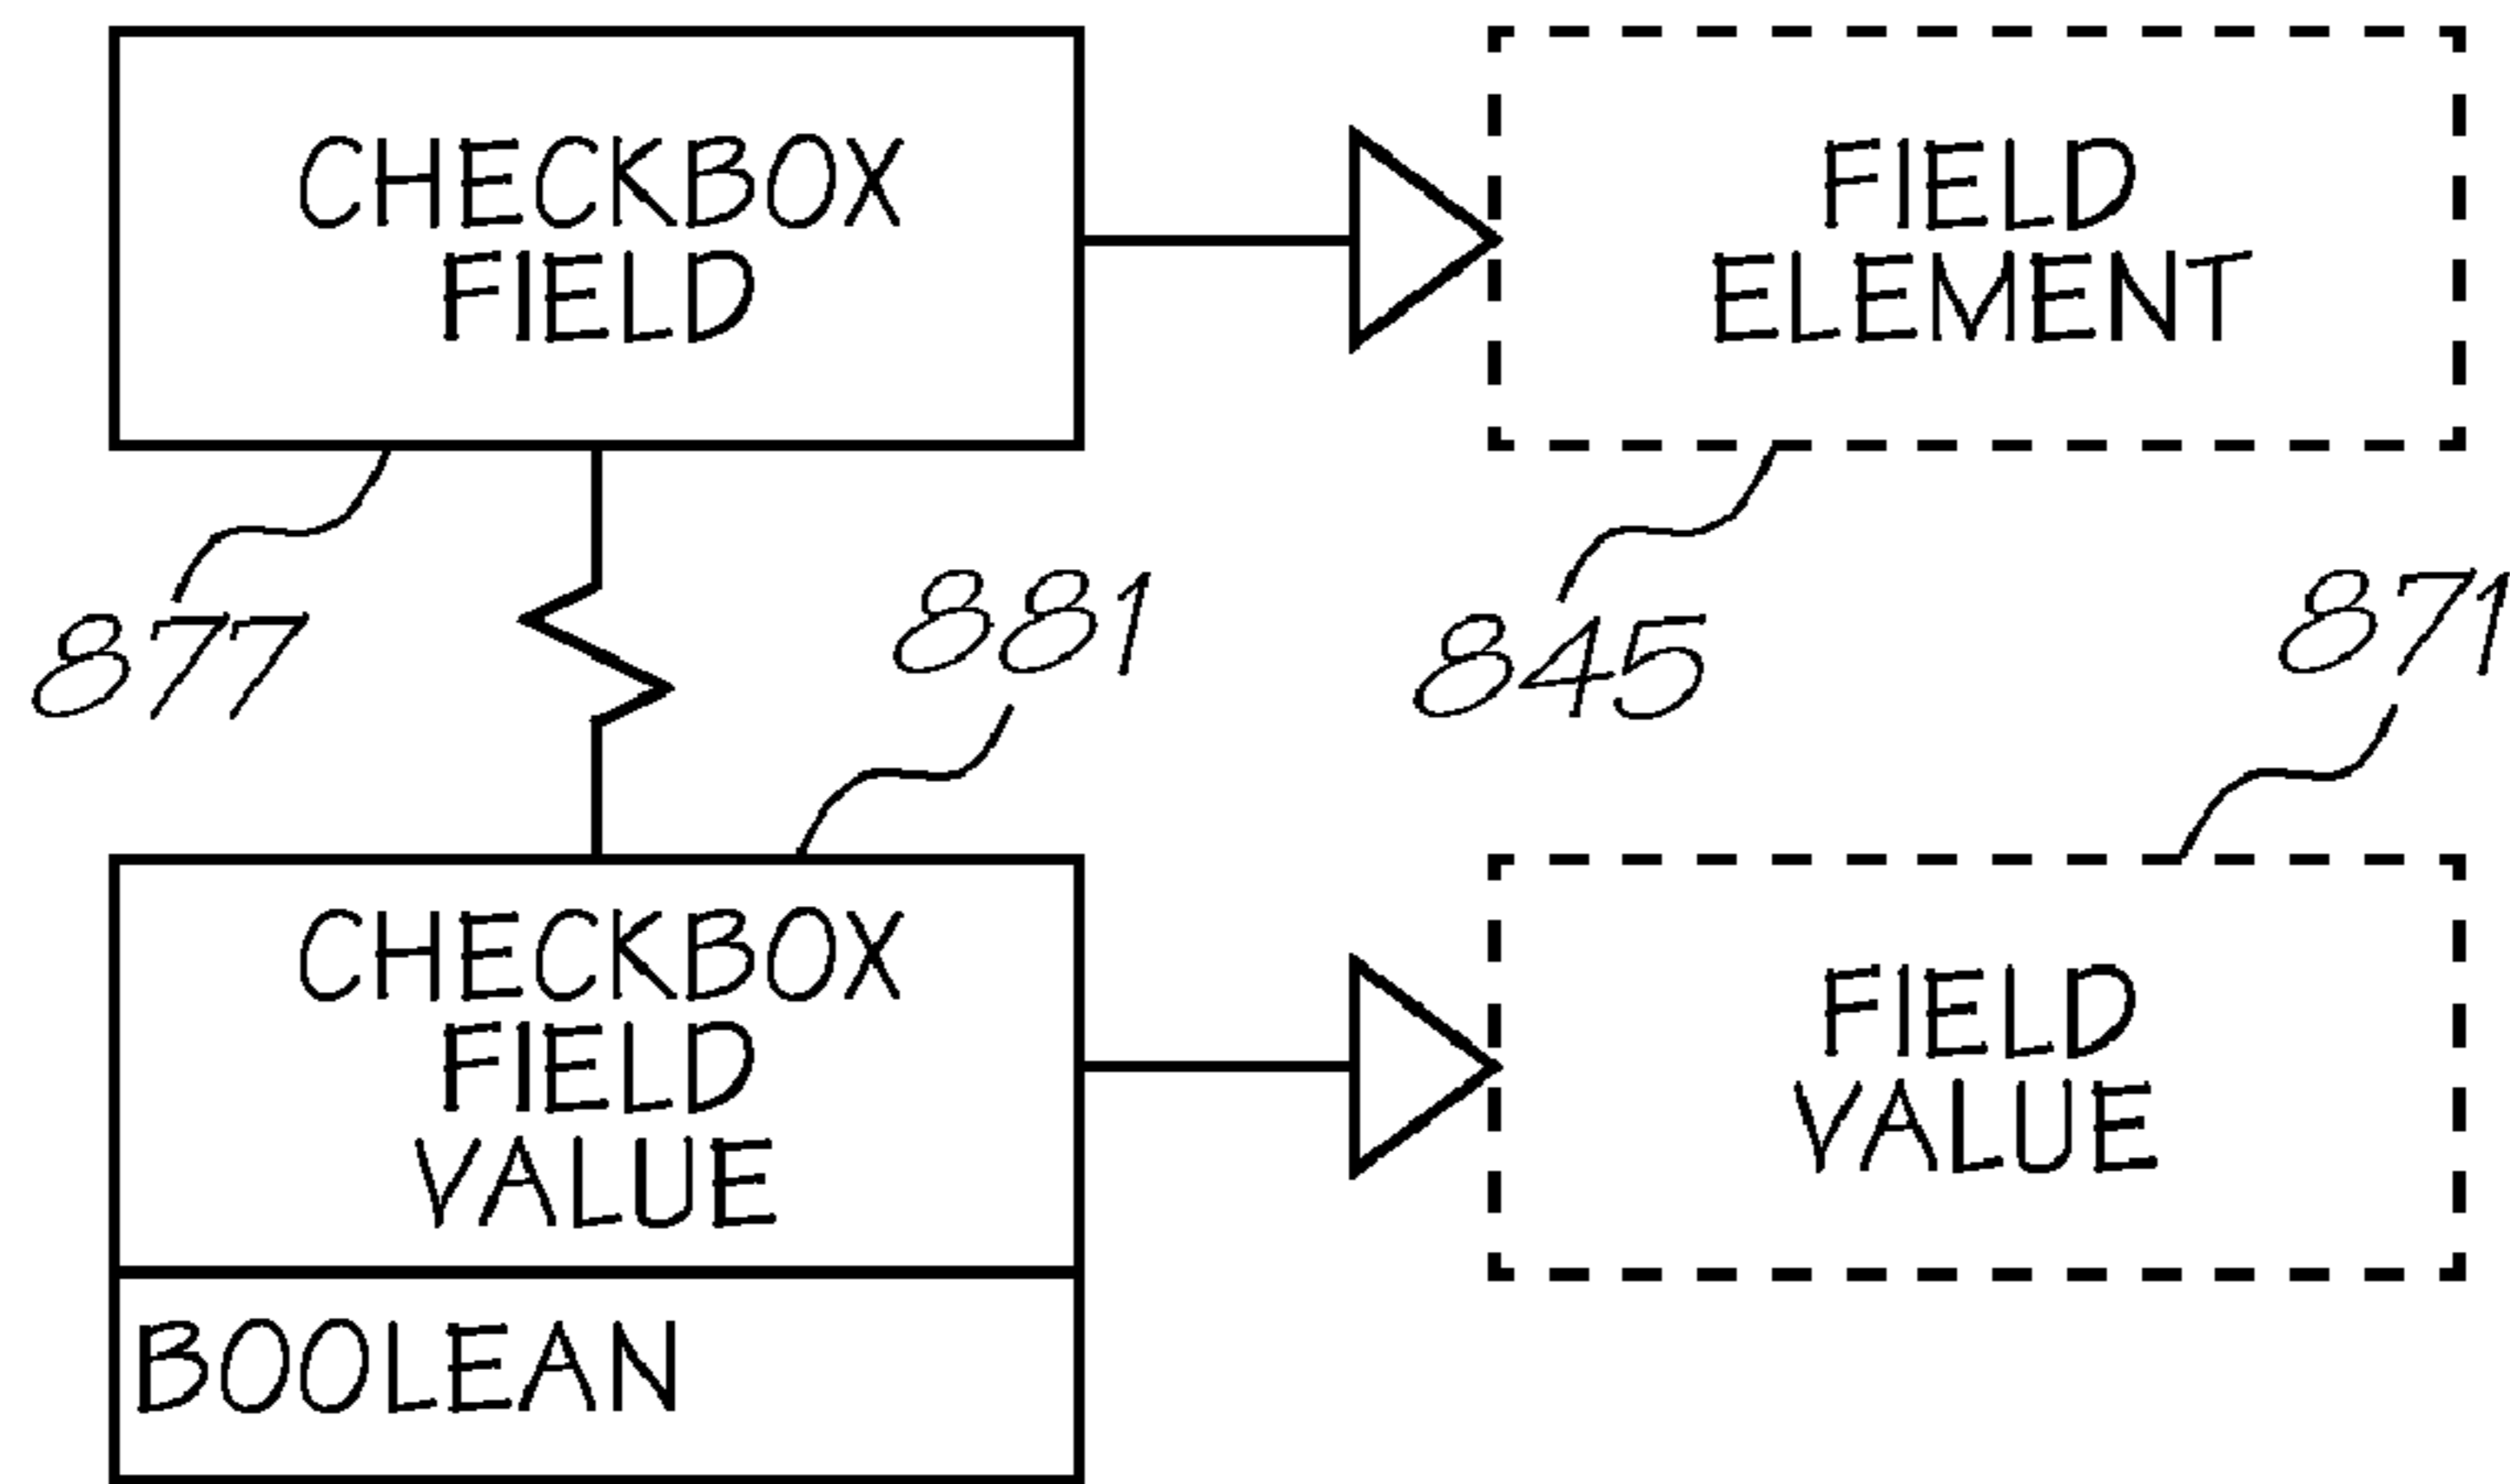 CHECKBOX
FIELD
FIELD
ELEMENT
877
881
845
871
CHECKBOX
FIELD
VALUE
FIELD
VALUE
BOOLEAN